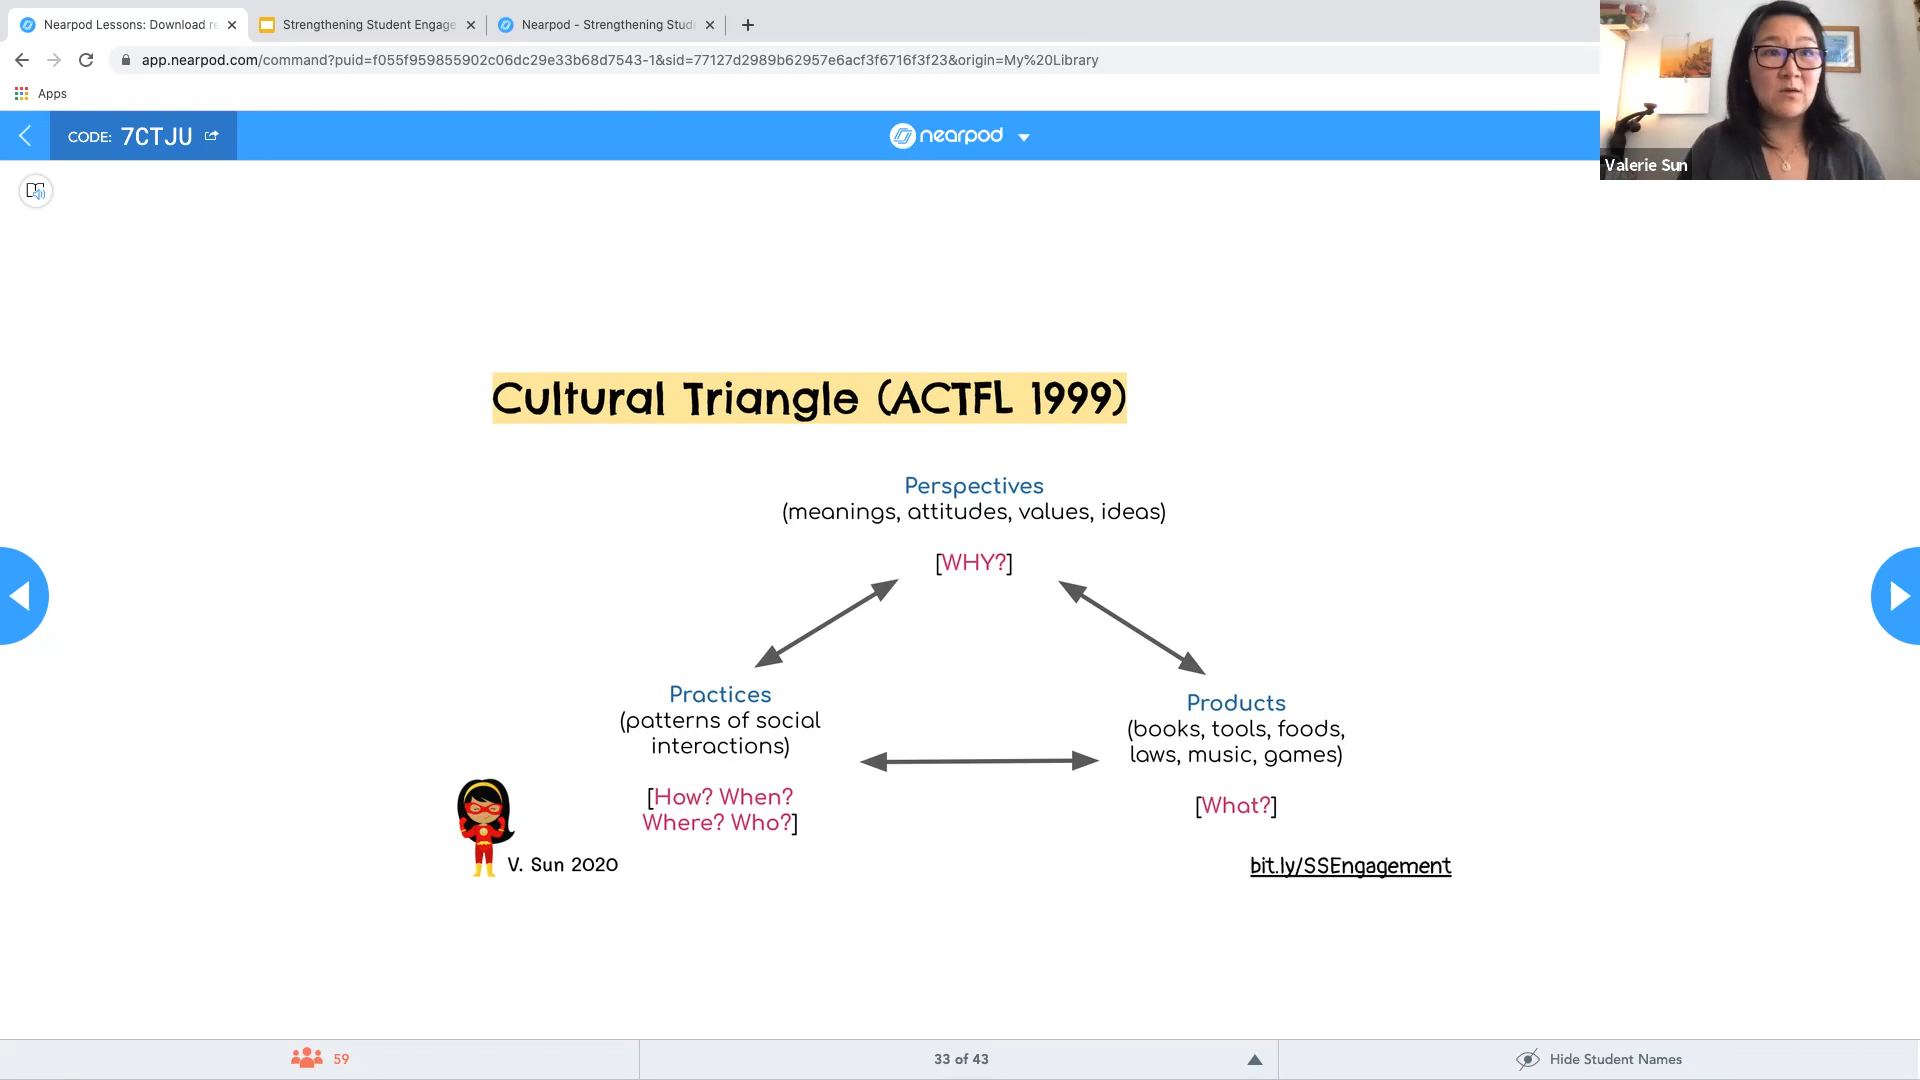 Nearpod Lessons: Download re
Strengthening Student Engage
Nearpod - Strengthening Stude
app.nearpod.com/command?puid=f055f959855902c06dc29e33b68d7543-1&sid=77127d2989b62957e6acf3f6716f3f23&origin=My%20Library
Apps
CODE: 7CTJU
nearpod
Valerie Sun
Cultural Triangle (ACTFL 1999)
Perspectives
(meanings, attitudes, values, ideas)
[WHY?]
Practices
(patterns of social
interactions)
[How? When?
Where? Who?]
Products
(books, tools, foods,
laws, music, games)
[What?]
V. Sun 2020
bit.ly/SSEngagement
59
33 of 43
Hide Student Names